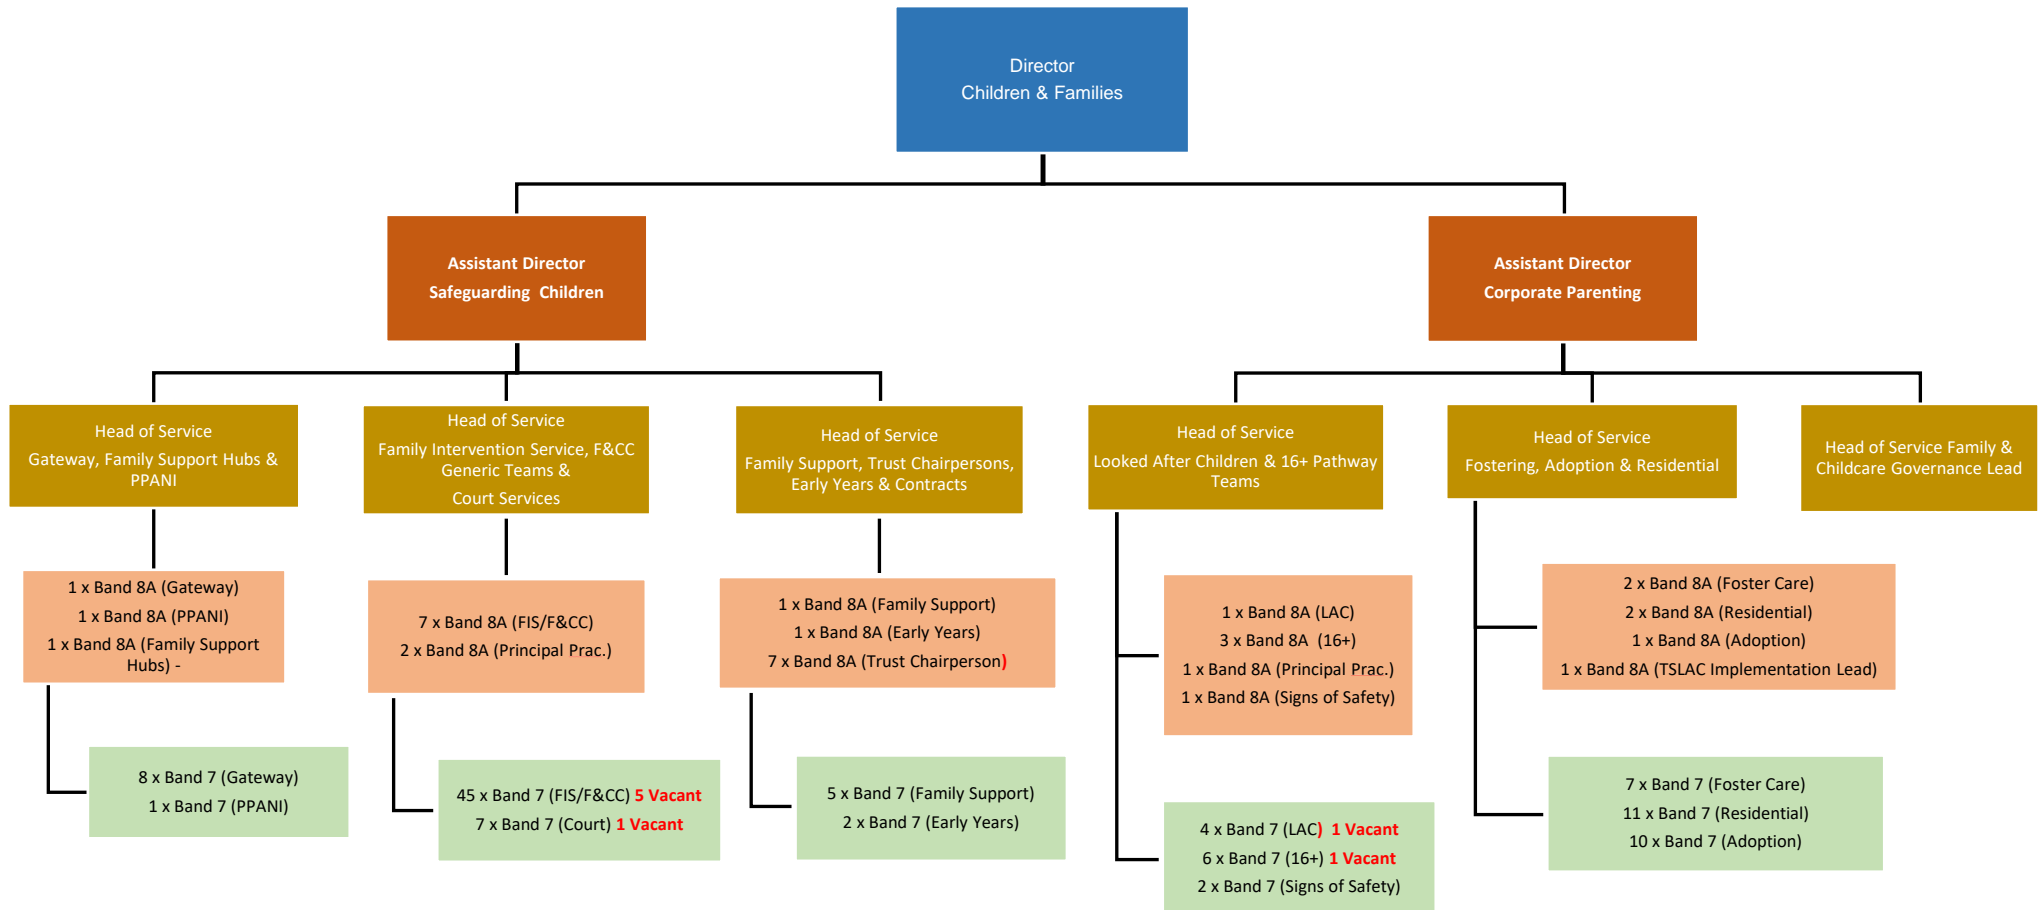 Director
Children & Families
Assistant Director
Safeguarding  Children
Assistant Director
Corporate Parenting
Head of Service
Gateway, Family Support Hubs &
PPANI
Head of Service
Family Intervention Service, F&CC
Generic Teams &
Court Services
Head of Service
Family Support, Trust Chairpersons,
Early Years & Contracts
Head of Service
Looked After Children & 16+ Pathway
Teams
Head of Service
Fostering, Adoption & Residential
Head of Service Family &
Childcare Governance Lead
1 x Band 8A (Gateway)
1 x Band 8A (PPANI)
1 x Band 8A (Family Support
Hubs) -
7 x Band 8A (FIS/F&CC)
2 x Band 8A (Principal Prac.)
1 x Band 8A (Family Support)
1 x Band 8A (Early Years)
7 x Band 8A (Trust Chairperson)
1 x Band 8A (LAC)
3 x Band 8A  (16+)
1 x Band 8A (Principal Prac.)
1 x Band 8A (Signs of Safety)
2 x Band 8A (Foster Care)
2 x Band 8A (Residential)
1 x Band 8A (Adoption)
1 x Band 8A (TSLAC Implementation Lead)
8 x Band 7 (Gateway)
1 x Band 7 (PPANI)
45 x Band 7 (FIS/F&CC) 5 Vacant
7 x Band 7 (Court) 1 Vacant
5 x Band 7 (Family Support)
2 x Band 7 (Early Years)
4 x Band 7 (LAC)  1 Vacant
6 x Band 7 (16+) 1 Vacant
2 x Band 7 (Signs of Safety)
7 x Band 7 (Foster Care)
11 x Band 7 (Residential)
10 x Band 7 (Adoption)